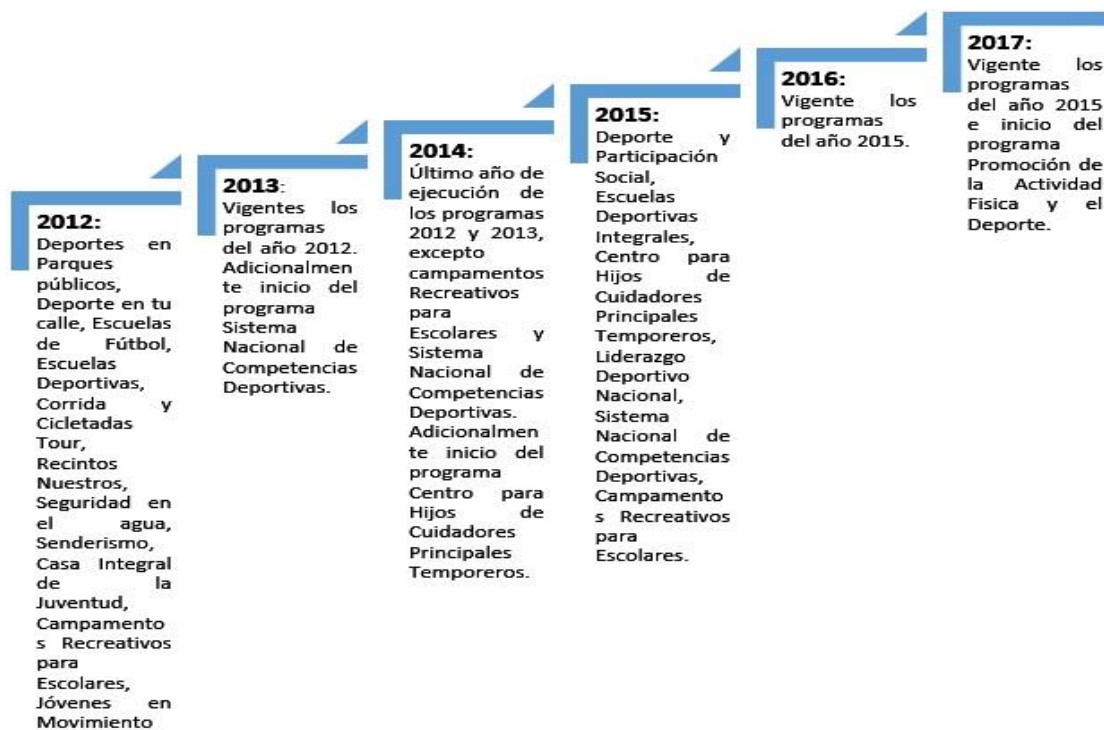 2012:
Deportes en
Parques
públicos,
Deporte en tu
calle, Escuelas
de Fútbol,
Escuelas
Deportivas,
Corrida y
Cicletadas
Tour,
Recintos
Nuestros,
Seguridad en
el agua,
Senderismo,
Casa Integral
de la
Juventud,
Campamento
s Recreativos
para
Escolares,
Jóvenes en
Movimiento
2013:
Vigentes los
programas
del año 2012.
Adicionalmen
te inicio del
programa
Sistema
Nacional de
Competencias
Deportivas.
2014:
Último año de
ejecución de
los programas
2012 y 2013,
excepto
campamentos
Recreativos
para
Escolares y
Sistema
Nacional de
Competencias
Deportivas.
Adicionalmen
te inicio del
programa
Centro para
Hijos de
Cuidadores
Principales
Temporeros.
2015:
Deporte y
Participación
Social,
Escuelas
Deportivas
Integrales,
Centro para
Hijos de
Cuidadores
Principales
Temporeros,
Liderazgo
Deportivo
Nacional,
Sistema
Nacional de
Competencias
Deportivas,
Campamento
s Recreativos
para
Escolares.
2016:
Vigente los
programas
del año 2015.
2017:
Vigente los
programas
del año 2015
e inicio del
programa
Promoción de
la Actividad
Fisica y el
Deporte.